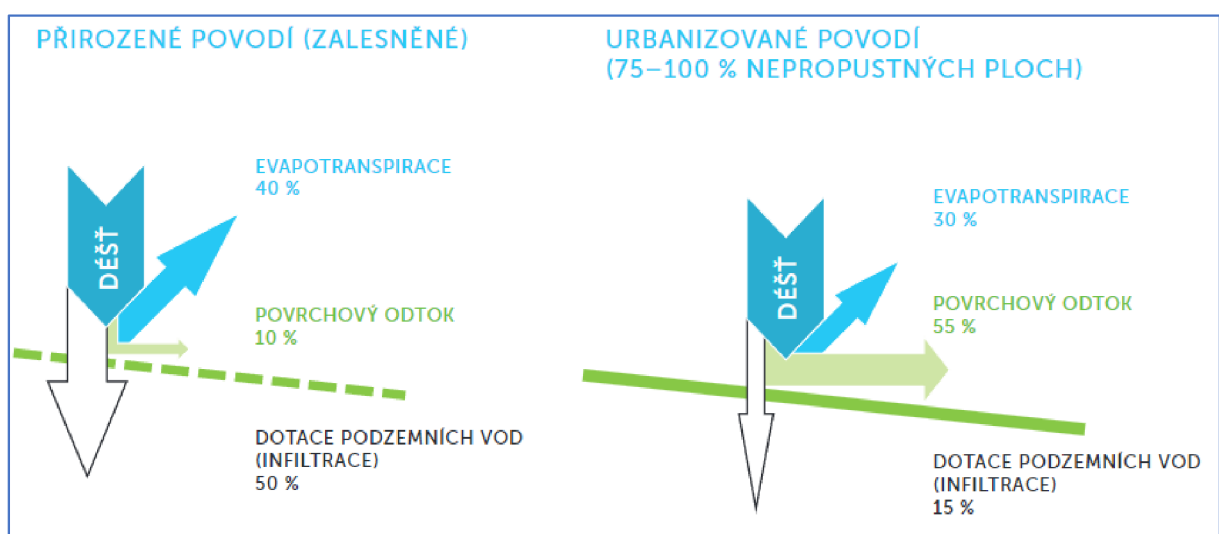 PŘIROZENÉ POVODÍ (ZALESNĚNÉ)
DÉŠŤ
EVAPOTRANSPIRACE
40 %
POVRCHOVÝ ODTOK
10 %
DOTACE PODZEMNÍCH VOD
(INFILTRACE)
50 %
URBANIZOVANÉ POVODÍ
(75–100 % NEPROPUSTNÝCH PLOCH)
DÉŠŤ
EVAPOTRANSPIRACE
30 %
POVRCHOVÝ ODTOK
55 %
DOTACE PODZEMNÍCH VOD
(INFILTRACE)
15 %